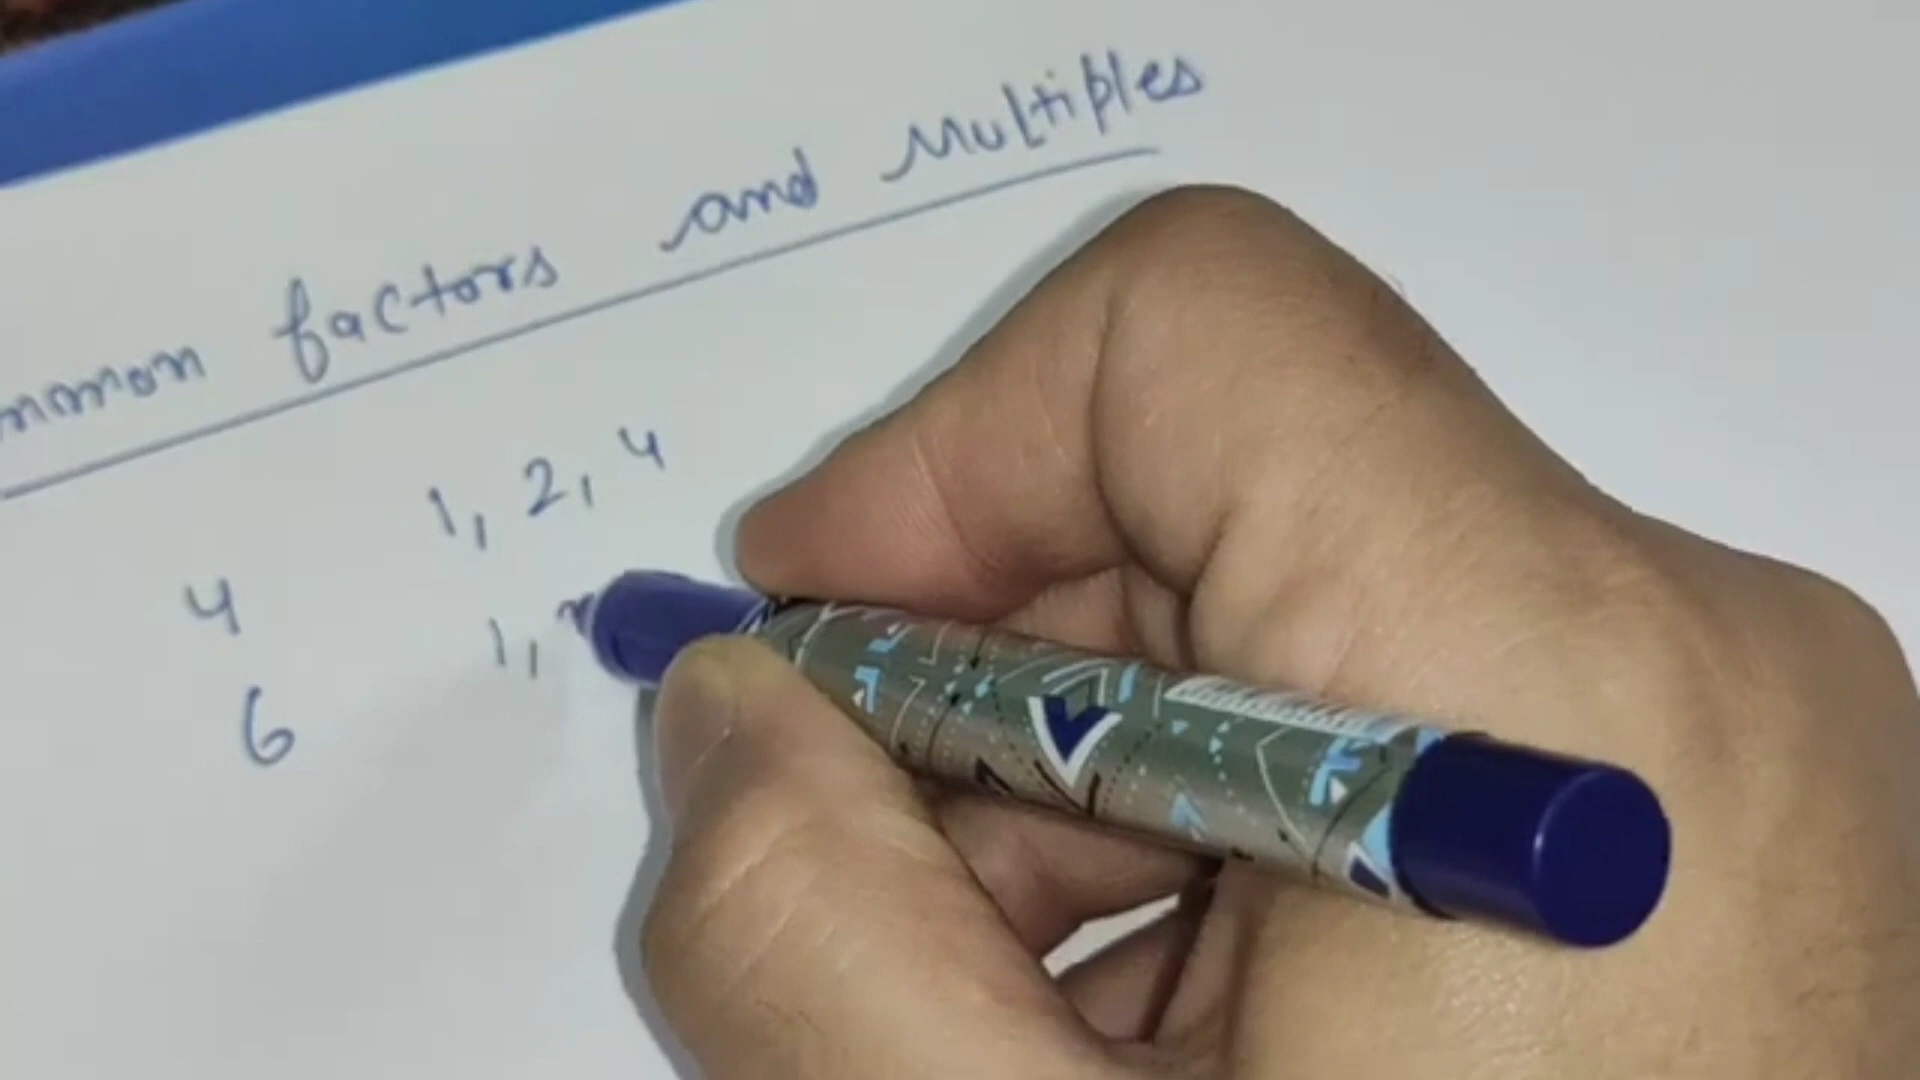 mmon factors and Multiples
4 1, 2, 4
6 1,